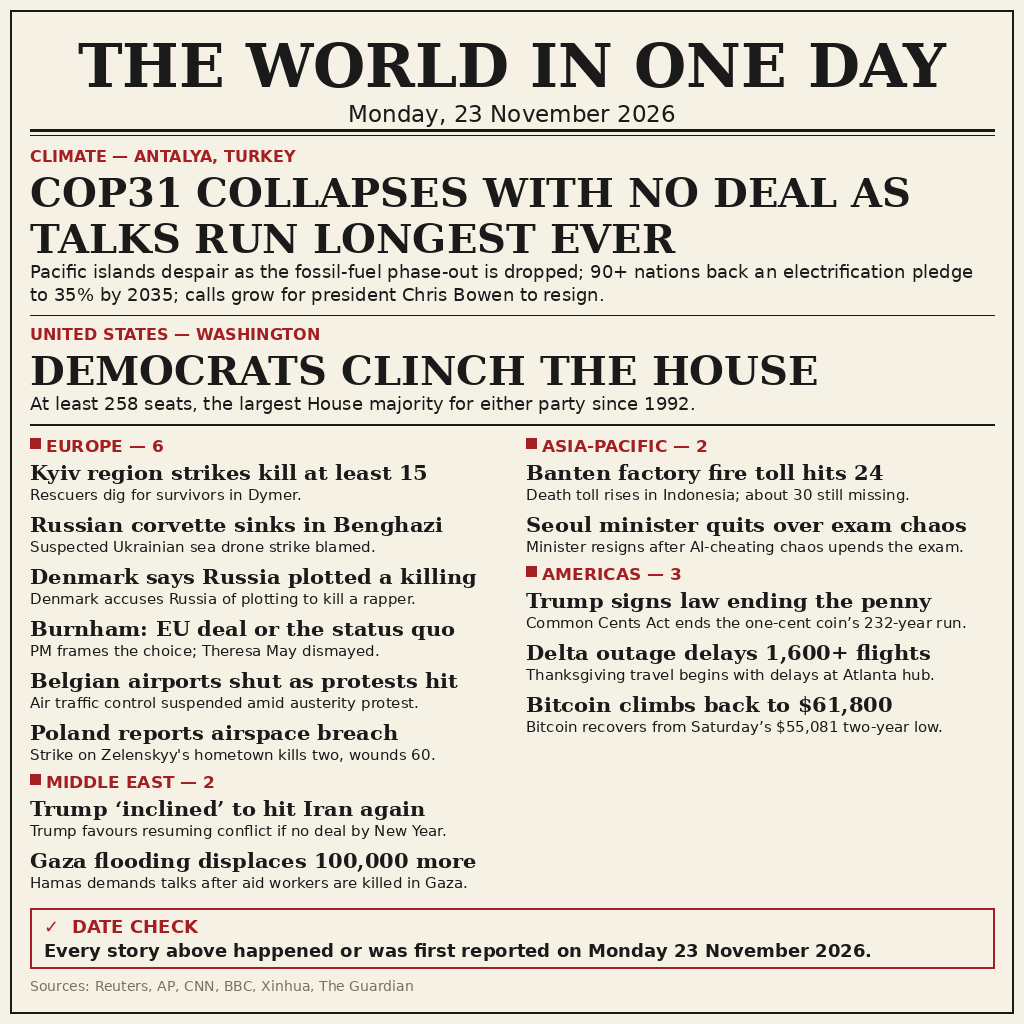 THE WORLD IN ONE DAY
Monday, 23 November 2026
CLIMATE — ANTALYA, TURKEY
COP31 COLLAPSES WITH NO DEAL AS
TALKS RUN LONGEST EVER
Pacific islands despair as the fossil-fuel phase-out is dropped; 90+ nations back an electrification pledge
to 35% by 2035; calls grow for president Chris Bowen to resign.
UNITED STATES — WASHINGTON
DEMOCRATS CLINCH THE HOUSE
At least 258 seats, the largest House majority for either party since 1992.
EUROPE — 6
Kyiv region strikes kill at least 15
Rescuers dig for survivors in Dymer.
Russian corvette sinks in Benghazi
Suspected Ukrainian sea drone strike blamed.
Denmark says Russia plotted a killing
Denmark accuses Russia of plotting to kill a rapper.
Burnham: EU deal or the status quo
PM frames the choice; Theresa May dismayed.
Belgian airports shut as protests hit
Air traffic control suspended amid austerity protest.
Poland reports airspace breach
Strike on Zelenskyy's hometown kills two, wounds 60.
MIDDLE EAST — 2
Trump ‘inclined’ to hit Iran again
Trump favours resuming conflict if no deal by New Year.
Gaza flooding displaces 100,000 more
Hamas demands talks after aid workers are killed in Gaza.
ASIA-PACIFIC — 2
Banten factory fire toll hits 24
Death toll rises in Indonesia; about 30 still missing.
Seoul minister quits over exam chaos
Minister resigns after AI-cheating chaos upends the exam.
AMERICAS — 3
Trump signs law ending the penny
Common Cents Act ends the one-cent coin’s 232-year run.
Delta outage delays 1,600+ flights
Thanksgiving travel begins with delays at Atlanta hub.
Bitcoin climbs back to $61,800
Bitcoin recovers from Saturday’s $55,081 two-year low.
✓ DATE CHECK
Every story above happened or was first reported on Monday 23 November 2026.
Sources: Reuters, AP, CNN, BBC, Xinhua, The Guardian